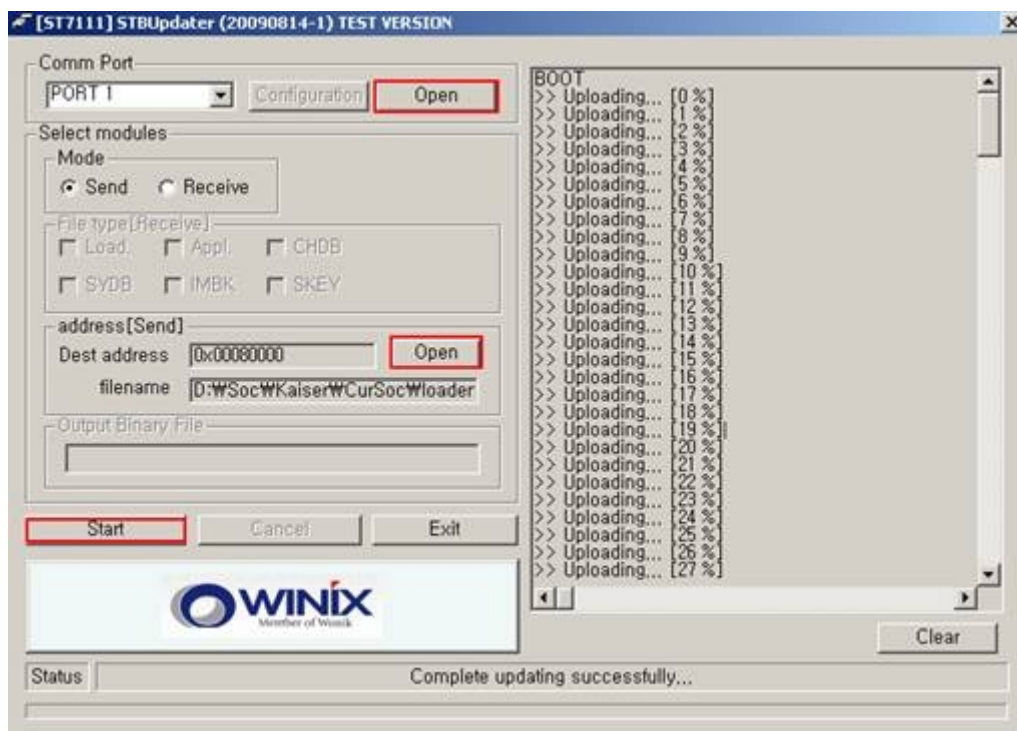 [ST7111] STBUpdater (20090814-1) TEST VERSION
Comm Port
PORT 1
Configuration
Open
Select modules
Mode
Send
Receive
File type[Receive]
Load.
Appl.
CHDB
SYDB
IMBK
SKEY
address[Send]
Dest address
0x00080000
Open
filename
D:₩Soc₩Kaiser₩CurSoc₩loader
Output Binary File
Start
Cancel
Exit
WINIX
Member of Wonik
BOOT
>> Uploading... [0 %]
>> Uploading... [1 %]
>> Uploading... [2 %]
>> Uploading... [3 %]
>> Uploading... [4 %]
>> Uploading... [5 %]
>> Uploading... [6 %]
>> Uploading... [7 %]
>> Uploading... [8 %]
>> Uploading... [9 %]
>> Uploading... [10 %]
>> Uploading... [11 %]
>> Uploading... [12 %]
>> Uploading... [13 %]
>> Uploading... [14 %]
>> Uploading... [15 %]
>> Uploading... [16 %]
>> Uploading... [17 %]
>> Uploading... [18 %]
>> Uploading... [19 %]
>> Uploading... [20 %]
>> Uploading... [21 %]
>> Uploading... [22 %]
>> Uploading... [23 %]
>> Uploading... [24 %]
>> Uploading... [25 %]
>> Uploading... [26 %]
>> Uploading... [27 %]
Clear
Status
Complete updating successfully...